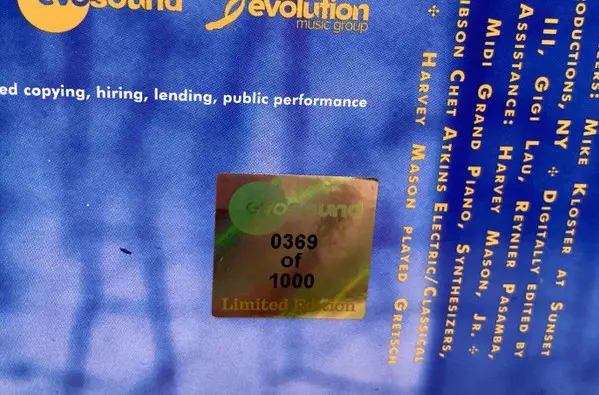 evosound
evolution
music group
ed copying, hiring, lending, public performance
evosound
0369
of
1000
Limited Edition
MIKE KLOSTER AT SUNSET
ODUCTIONS, NY ✤ DIGITALLY EDITED BY
III, GIGI LAU, REYNIER PASAMBA,
ASSISTANCE: HARVEY MASON, JR. ✤
MIDI GRAND PIANO, SYNTHESIZERS,
IBSON CHET ATKINS ELECTRIC/CLASSICAL
✤ HARVEY MASON PLAYED GRETSCH